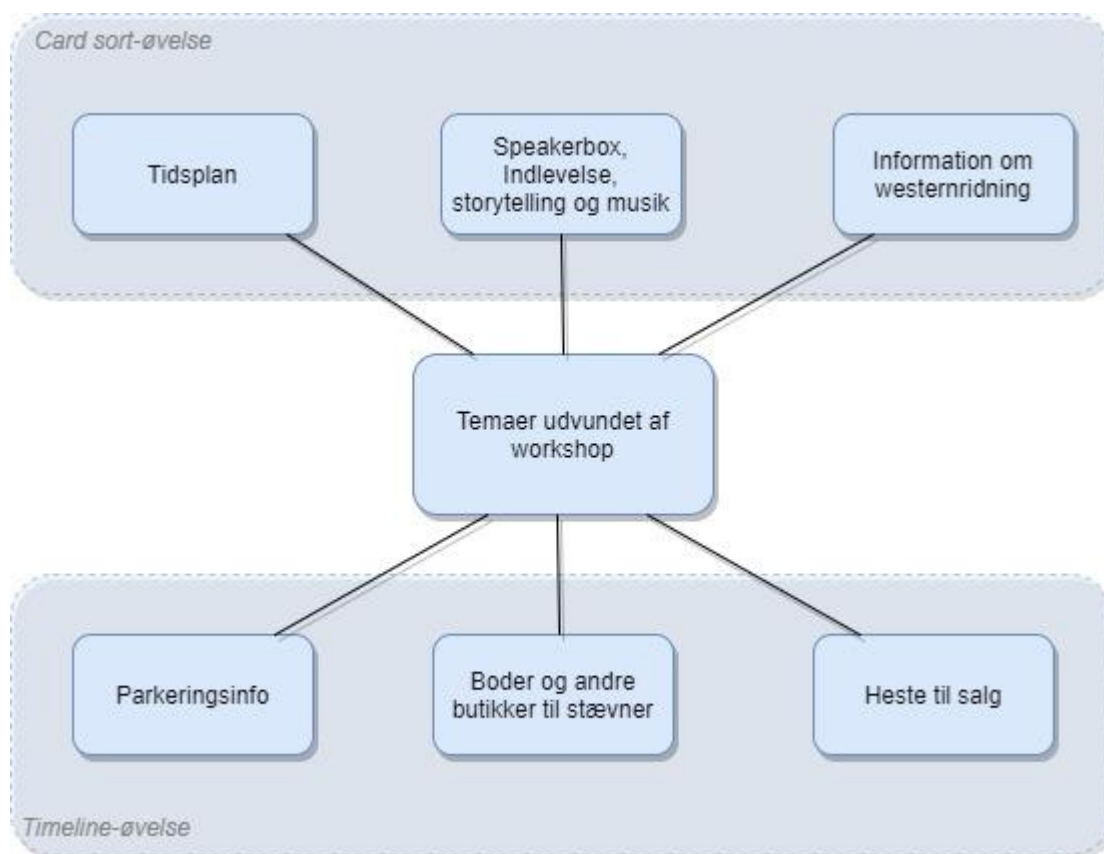 Card sort-øvelse
Tidsplan
Speakerbox,
Indlevelse,
storytelling og musik
Information om
westernridning
Temaer udvundet af
workshop
Parkeringsinfo
Boder og andre
butikker til stævner
Heste til salg
Timeline-øvelse